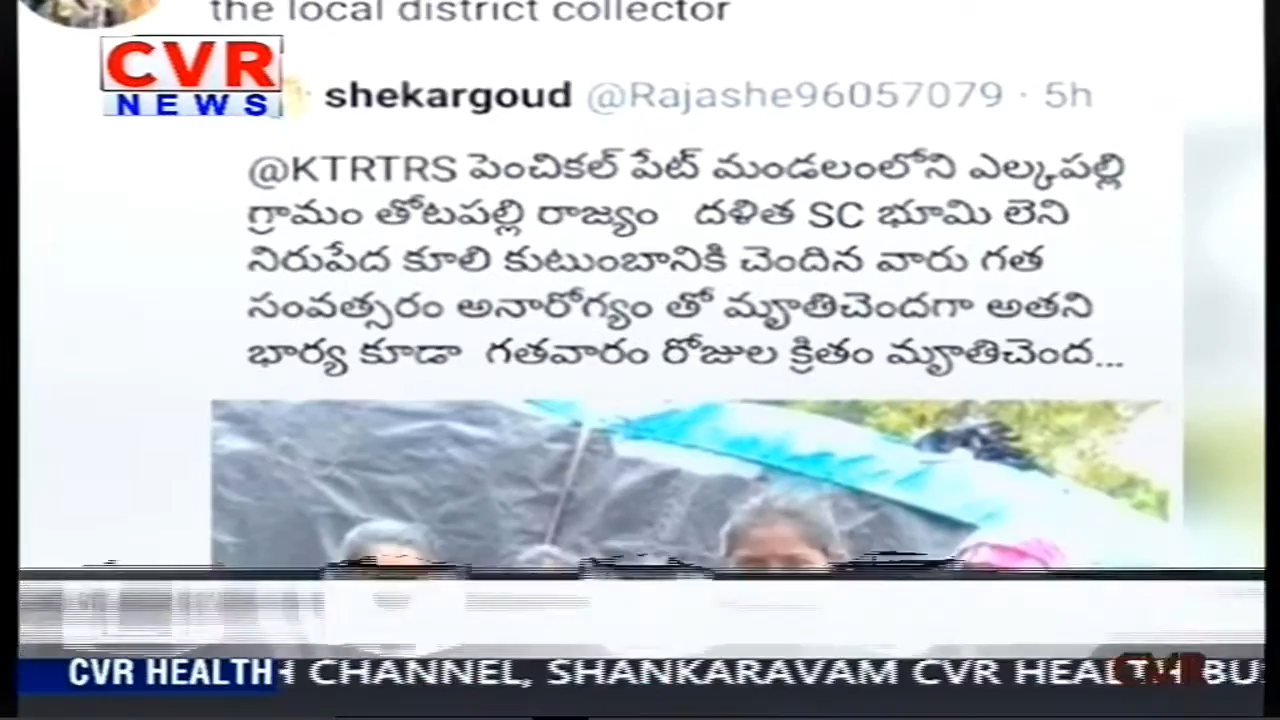 the local district collector
CVR
NEWS
shekargoud @Rajashe96057079 · 5h
@KTRTRS పెంచికల్ పేట్ మండలంలోని ఎల్కపల్లి
గ్రామం తోటపల్లి రాజ్యం దళిత SC భూమి లెని
నిరుపేద కూలి కుటుంబానికి చెందిన వారు గత
సంవత్సరం అనారోగ్యం తో మృతిచెందగా అతని
భార్య కూడా గతవారం రోజుల క్రితం మృతిచెంద...
CVR HEALTH CHANNEL, SHANKARAVAM CVR HEALTH BU